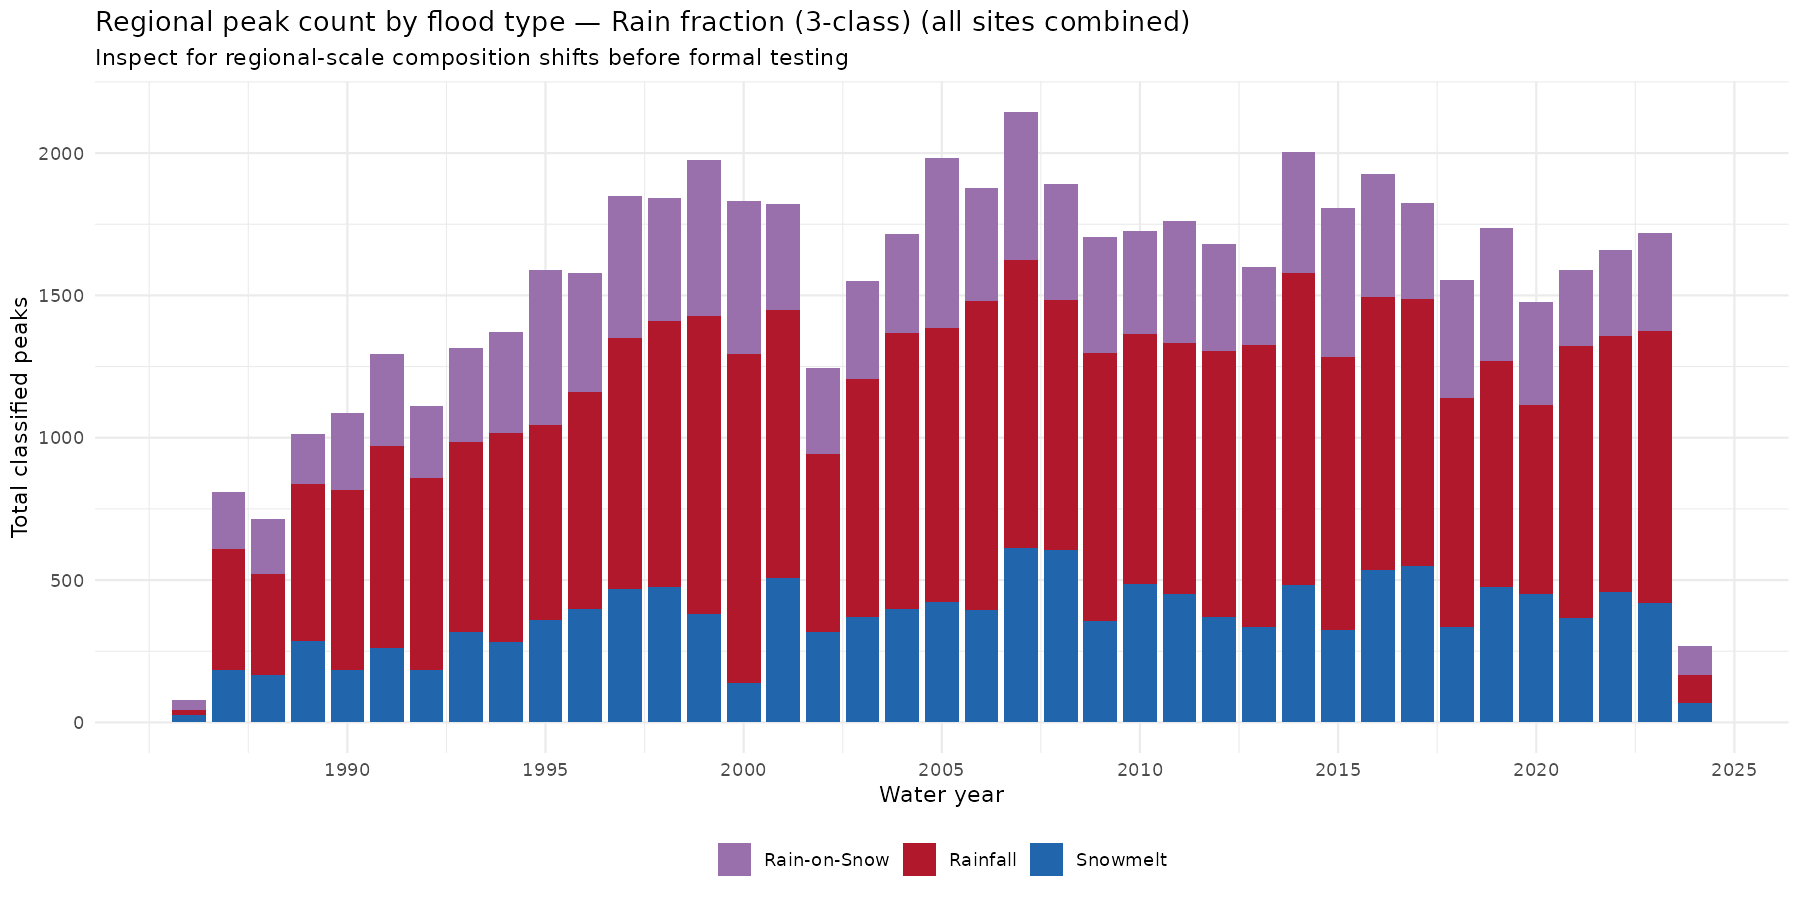 Regional peak count by flood type — Rain fraction (3-class) (all sites combined)
Inspect for regional-scale composition shifts before formal testing
Total classified peaks
2000
1500
1000
500
0
1990 1995 2000 2005 2010 2015 2020 2025
Water year
Rain-on-Snow Rainfall Snowmelt